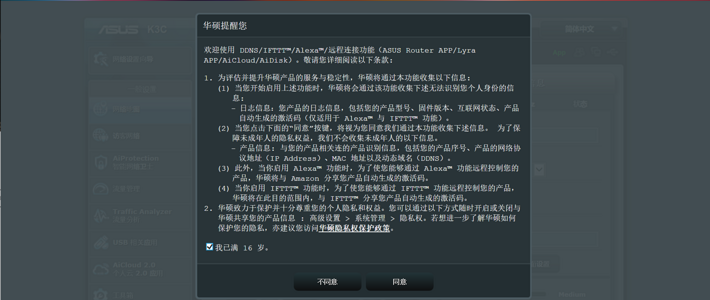 华硕提醒您
欢迎使用 DDNS/IFTTT™/Alexa™/远程连接功能（ASUS Router APP/Lyra
APP/AiCloud/AiDisk）。敬请您详细阅读以下条款：
1. 为评估并提升华硕产品的服务与稳定性，华硕将通过本功能收集以下信息：
(1) 当您开始启用上述功能时，华硕将会通过该功能收集下述无法识别您个人身份的信
息：
– 日志信息：您产品的日志信息，包括您的产品型号、固件版本、互联网状态、产品
自动生成的激活码（仅适用于 Alexa™ 与 IFTTT™ 功能）。
(2) 当您点击下面的“同意”按键，将视为您同意我们通过本功能收集下述信息。 为了保
障未成年人的隐私权益，我们不会收集未成年人的以下信息。
– 产品信息：与您的产品相关连的产品识别信息，包括您的产品序号、产品的网络协
议地址（IP Address）、MAC 地址以及动态域名（DDNS）。
(3) 此外，当你启用 Alexa™ 功能时，为了使您能够通过 Alexa™ 功能远程控制您的产
品，华硕将与 Amazon 分享您产品自动生成的激活码。
(4) 当你启用 IFTTT™ 功能时，为了使您能够通过 IFTTT™ 功能远程控制您的产品，
华硕将在此目的范围内，与 IFTTT™ 分享您产品自动生成的激活码。
2. 华硕致力于保护并十分尊重您的个人隐私和权益。您可以通过以下方式随时开启或关闭与
华硕共享您的产品信息 : 高级设置 > 系统管理 > 隐私权。若想进一步了解华硕如何
保护您的隐私，亦建议您访问华硕隐私权保护政策。
我已满 16 岁。
不同意
同意